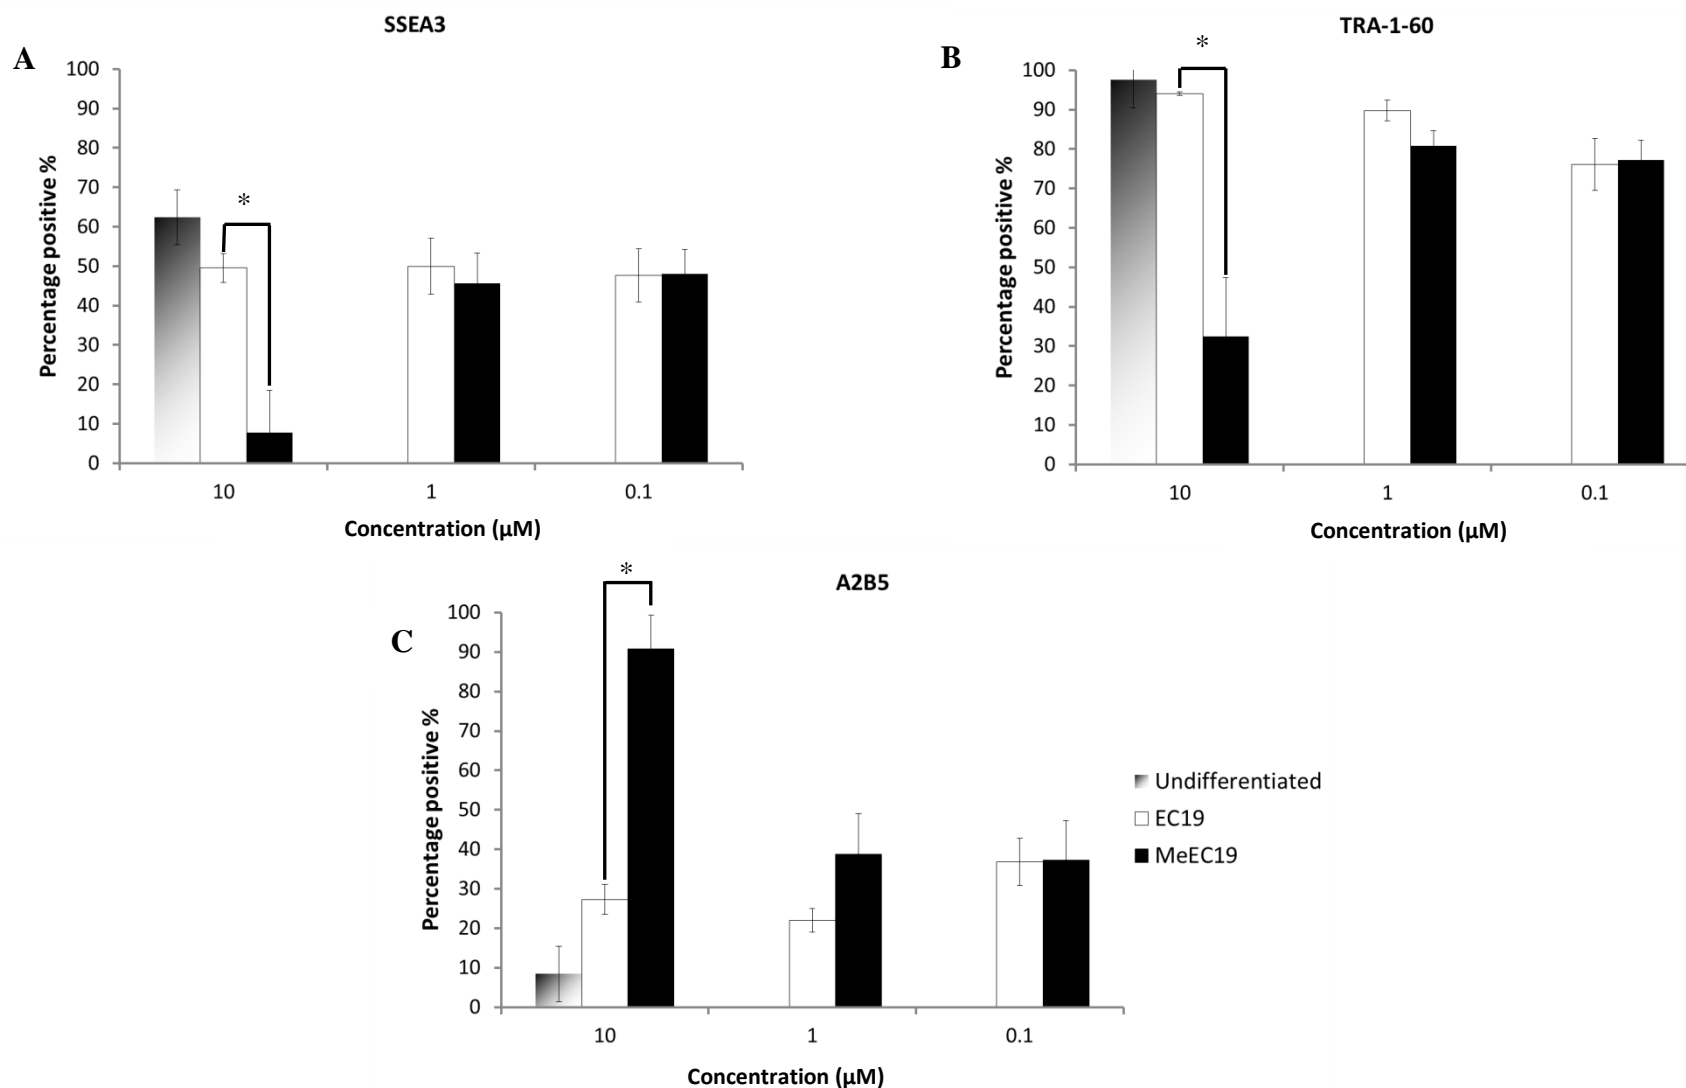 SSEA3
A
100
90
80
70
60
50
40
30
20
10
0
Percentage positive %
*
10 1 0.1
Concentration (µM)
TRA-1-60
B
100
90
80
70
60
50
40
30
20
10
0
Percentage positive %
*
10 1 0.1
Concentration (µM)
A2B5
C
100
90
80
70
60
50
40
30
20
10
0
Percentage positive %
*
10 1 0.1
Concentration (µM)
Undifferentiated
EC19
MeEC19